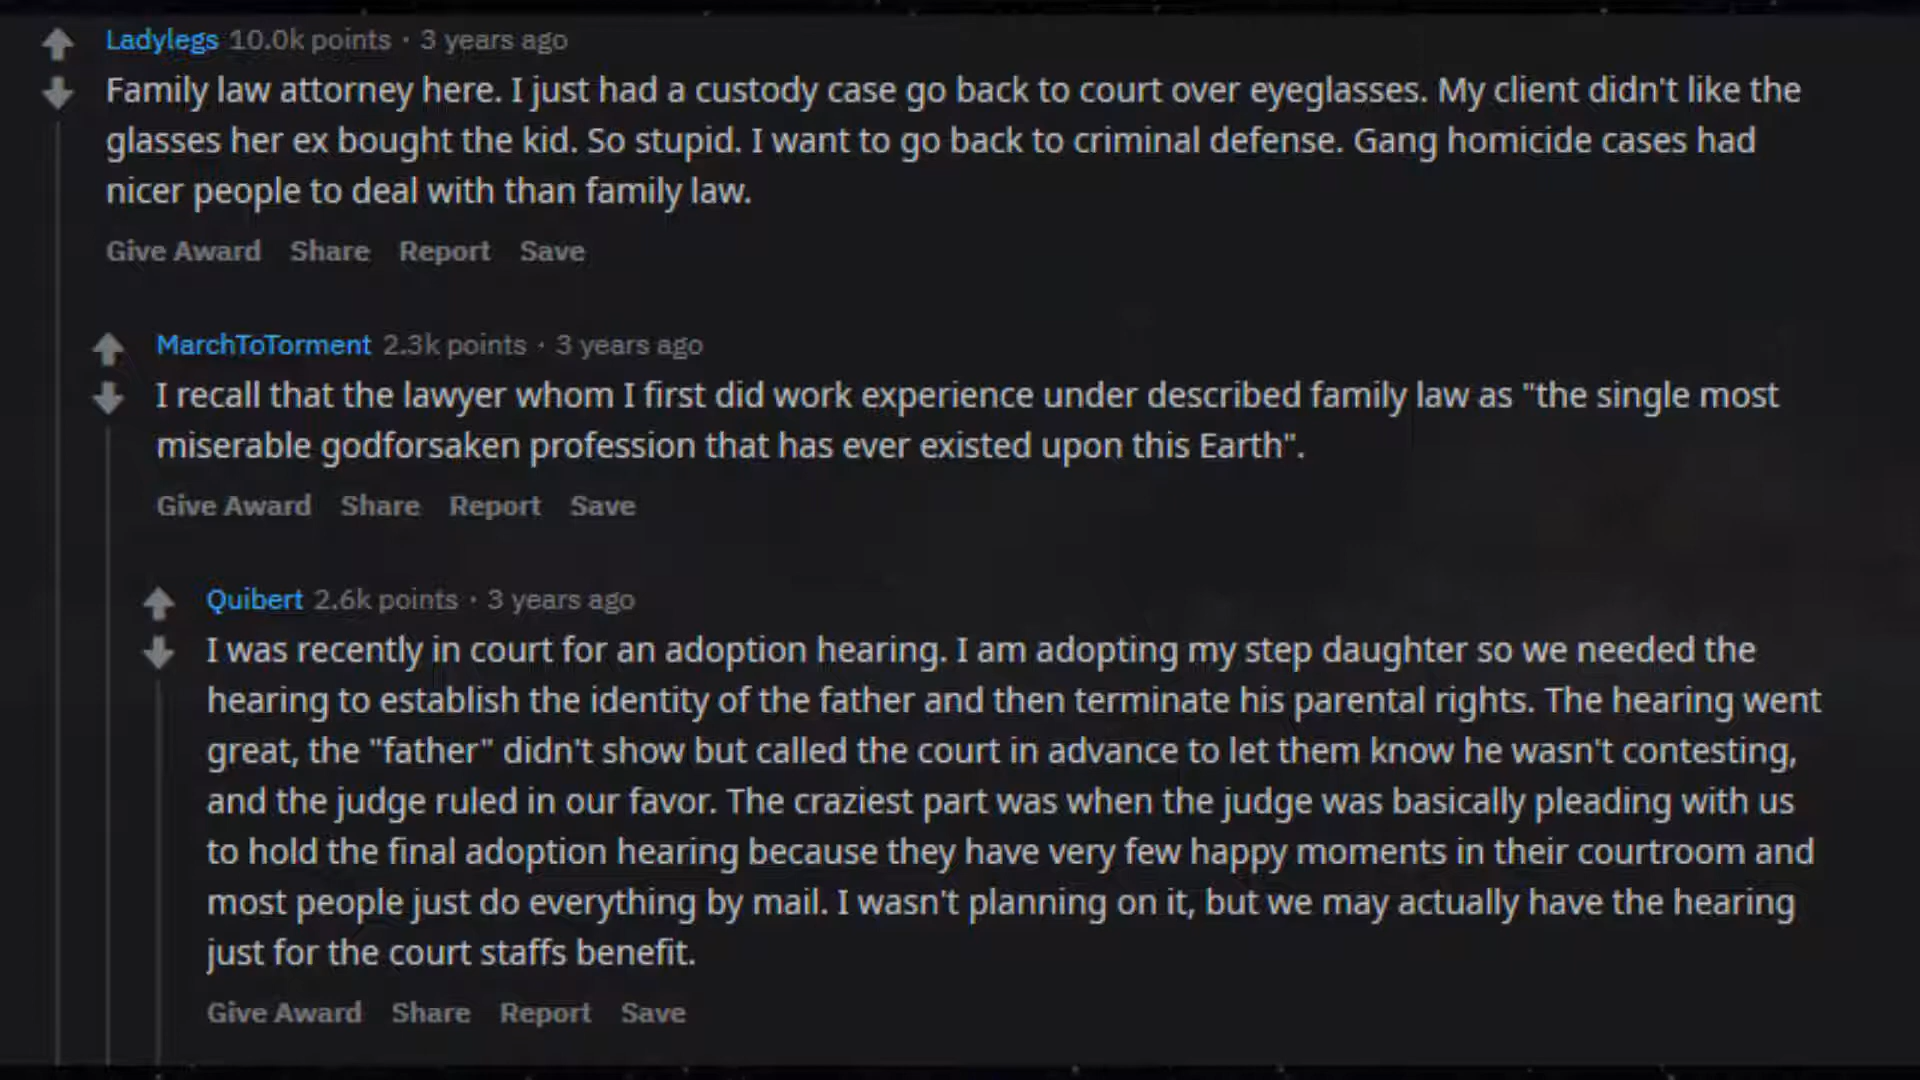 Ladylegs 10.0k points · 3 years ago
Family law attorney here. I just had a custody case go back to court over eyeglasses. My client didn't like the
glasses her ex bought the kid. So stupid. I want to go back to criminal defense. Gang homicide cases had
nicer people to deal with than family law.
Give Award Share Report Save
MarchToTorment 2.3k points · 3 years ago
I recall that the lawyer whom I first did work experience under described family law as "the single most
miserable godforsaken profession that has ever existed upon this Earth".
Give Award Share Report Save
Quibert 2.6k points · 3 years ago
I was recently in court for an adoption hearing. I am adopting my step daughter so we needed the
hearing to establish the identity of the father and then terminate his parental rights. The hearing went
great, the "father" didn't show but called the court in advance to let them know he wasn't contesting,
and the judge ruled in our favor. The craziest part was when the judge was basically pleading with us
to hold the final adoption hearing because they have very few happy moments in their courtroom and
most people just do everything by mail. I wasn't planning on it, but we may actually have the hearing
just for the court staffs benefit.
Give Award Share Report Save